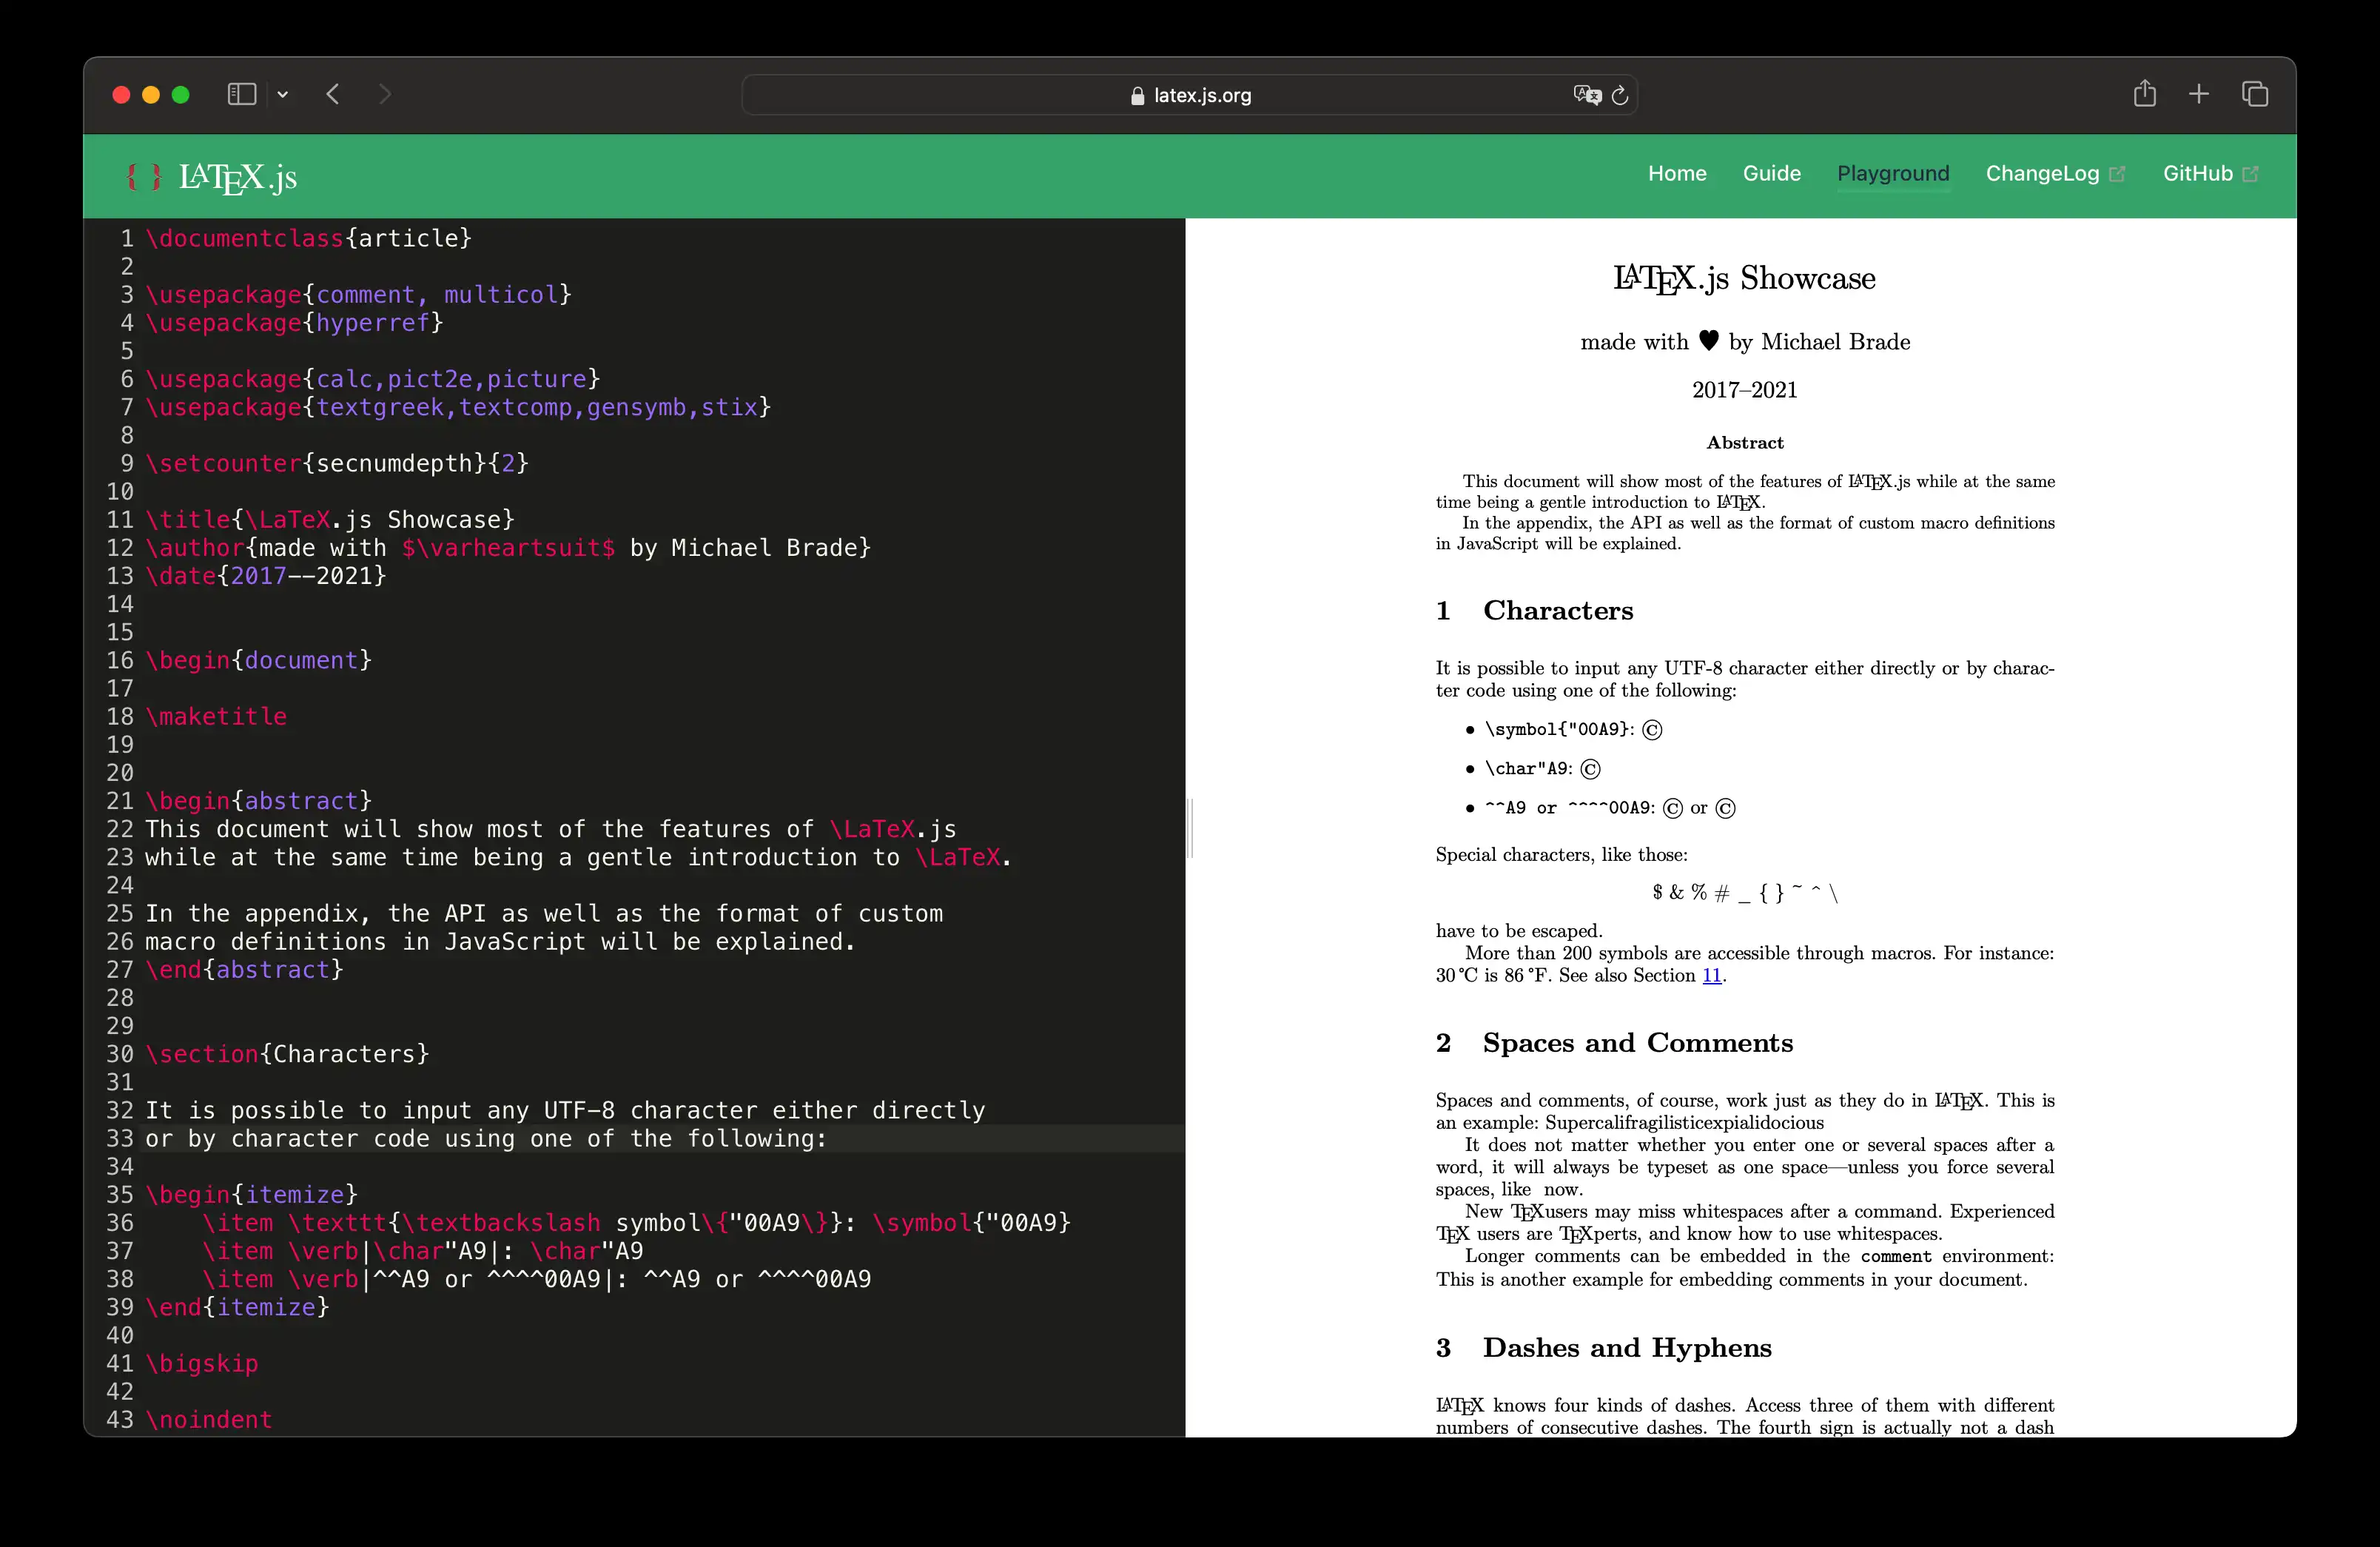 latex.js.org
{ } LATEX.js
Home Guide Playground ChangeLog GitHub
1 \documentclass{article}
2
3 \usepackage{comment, multicol}
4 \usepackage{hyperref}
5
6 \usepackage{calc,pict2e,picture}
7 \usepackage{textgreek,textcomp,gensymb,stix}
8
9 \setcounter{secnumdepth}{2}
10
11 \title{\LaTeX.js Showcase}
12 \author{made with $\varheartsuit$ by Michael Brade}
13 \date{2017--2021}
14
15
16 \begin{document}
17
18 \maketitle
19
20
21 \begin{abstract}
22 This document will show most of the features of \LaTeX.js
23 while at the same time being a gentle introduction to \LaTeX.
24
25 In the appendix, the API as well as the format of custom
26 macro definitions in JavaScript will be explained.
27 \end{abstract}
28
29
30 \section{Characters}
31
32 It is possible to input any UTF-8 character either directly
33 or by character code using one of the following:
34
35 \begin{itemize}
36     \item \texttt{\textbackslash symbol\{"00A9\}}: \symbol{"00A9}
37     \item \verb|\char"A9|: \char"A9
38     \item \verb|^^A9 or ^^^^00A9|: ^^A9 or ^^^^00A9
39 \end{itemize}
40
41 \bigskip
42
43 \noindent
LATEX.js Showcase
made with ♥ by Michael Brade
2017–2021
Abstract
This document will show most of the features of LATEX.js while at the same
time being a gentle introduction to LATEX.
In the appendix, the API as well as the format of custom macro definitions
in JavaScript will be explained.
1 Characters
It is possible to input any UTF-8 character either directly or by charac-
ter code using one of the following:
• \symbol{"00A9}: ©
• \char"A9: ©
• ^^A9 or ^^^^00A9: © or ©
Special characters, like those:
$ & % # _ { } ~ ^ \
have to be escaped.
More than 200 symbols are accessible through macros. For instance:
30 °C is 86 °F. See also Section 11.
2 Spaces and Comments
Spaces and comments, of course, work just as they do in LATEX. This is
an example: Supercalifragilisticexpialidocious
It does not matter whether you enter one or several spaces after a
word, it will always be typeset as one space—unless you force several
spaces, like  now.
New TEXusers may miss whitespaces after a command. Experienced
TEX users are TEXperts, and know how to use whitespaces.
Longer comments can be embedded in the comment environment:
This is another example for embedding comments in your document.
3 Dashes and Hyphens
LATEX knows four kinds of dashes. Access three of them with different
numbers of consecutive dashes. The fourth sign is actually not a dash